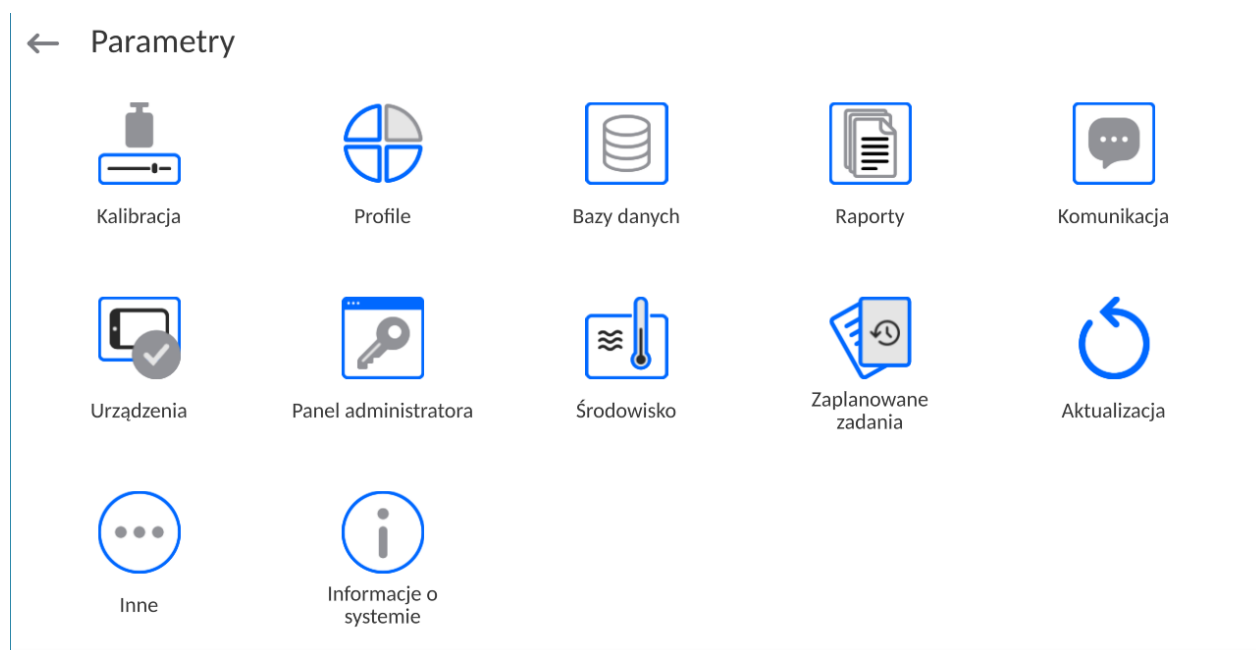 Parametry
Kalibracja
Profile
Bazy danych
Raporty
Komunikacja
Urządzenia
Panel administratora
Środowisko
Zaplanowane
zadania
Aktualizacja
Inne
Informacje o
systemie